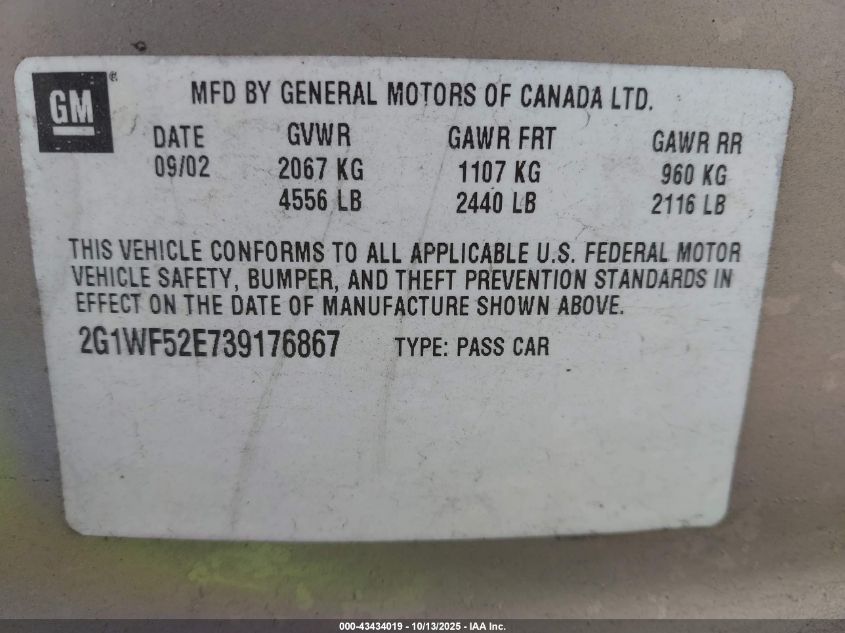 GM ®
MFD BY GENERAL MOTORS OF CANADA LTD.
DATE GVWR GAWR FRT GAWR RR
09/02 2067 KG 1107 KG 960 KG
4556 LB 2440 LB 2116 LB
THIS VEHICLE CONFORMS TO ALL APPLICABLE U.S. FEDERAL MOTOR
VEHICLE SAFETY, BUMPER, AND THEFT PREVENTION STANDARDS IN
EFFECT ON THE DATE OF MANUFACTURE SHOWN ABOVE.
2G1WF52E739176867 TYPE: PASS CAR
000-43434019 - 10/13/2025 - IAA Inc.